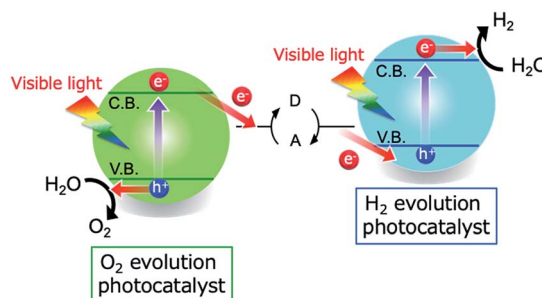 Visible light
C.B.
e⁻
V.B.
h⁺
H₂O
O₂
O₂ evolution
photocatalyst
e⁻
D
A
e⁻
Visible light
C.B.
e⁻
V.B.
h⁺
H₂
H₂O
H₂ evolution
photocatalyst